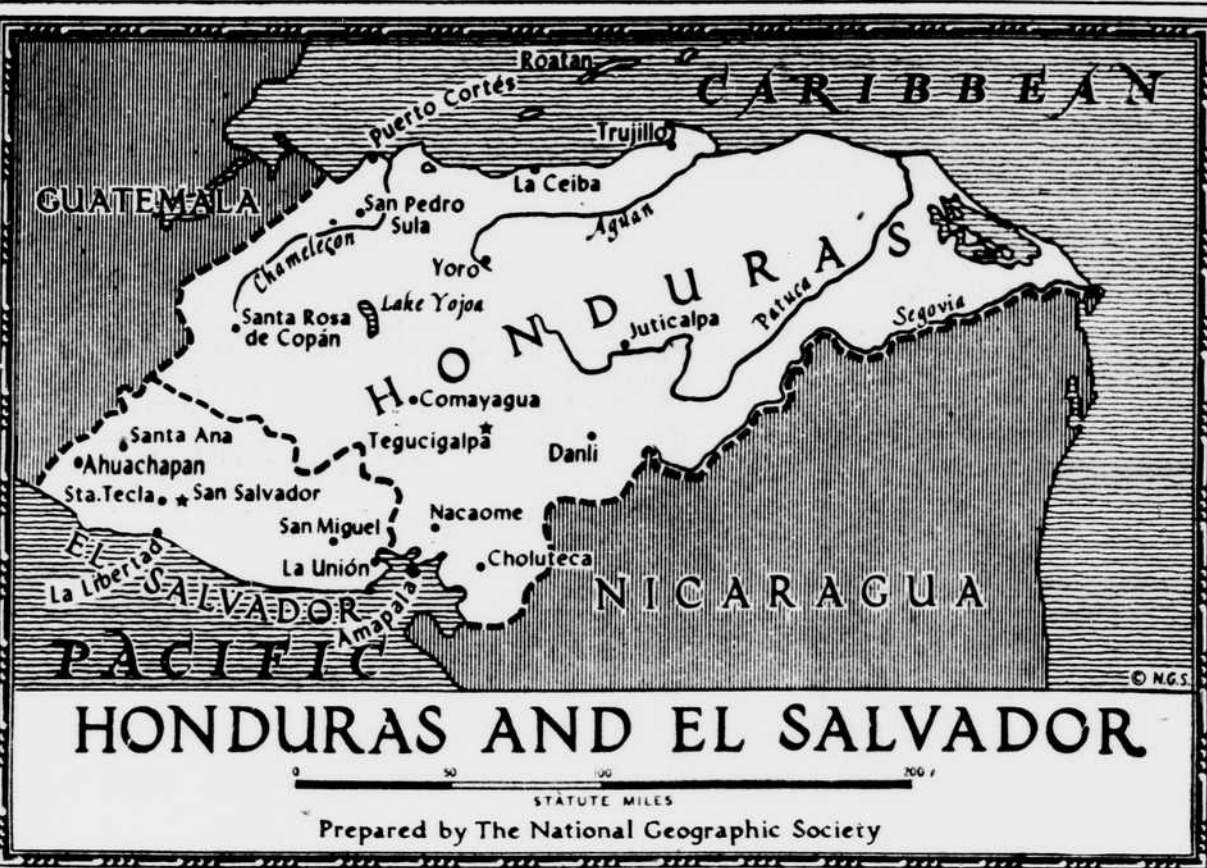 Roatan
CARIBBEAN
Puerto Cortés
Trujillo
La Ceiba
GUATEMALA
San Pedro
Sula
Aguan
Chameleçon
Yoro
Lake Yojoa
HONDURAS
Patuca
Segovia
Santa Rosa
de Copán
Juticalpa
Comayagua
Tegucigalpa
Danli
Santa Ana
Ahuachapan
Sta. Tecla
San Salvador
San Miguel
Nacaome
La Unión
Choluteca
La Libertad
EL SALVADOR
Amapala
NICARAGUA
PACIFIC
© N.G.S.
HONDURAS AND EL SALVADOR
0 50 100 200
STATUTE MILES
Prepared by The National Geographic Society